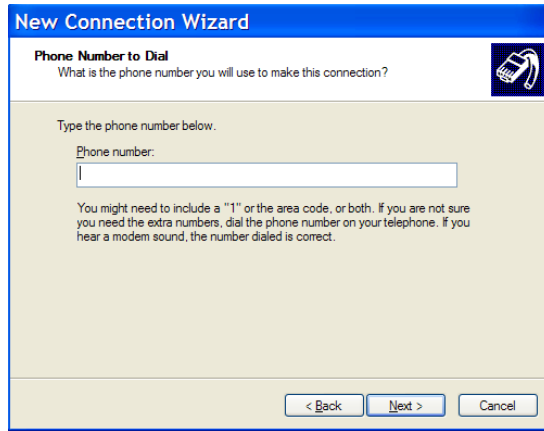 New Connection Wizard
Phone Number to Dial
What is the phone number you will use to make this connection?
Type the phone number below.
Phone number:
You might need to include a "1" or the area code, or both. If you are not sure
you need the extra numbers, dial the phone number on your telephone. If you
hear a modem sound, the number dialed is correct.
< Back Next > Cancel